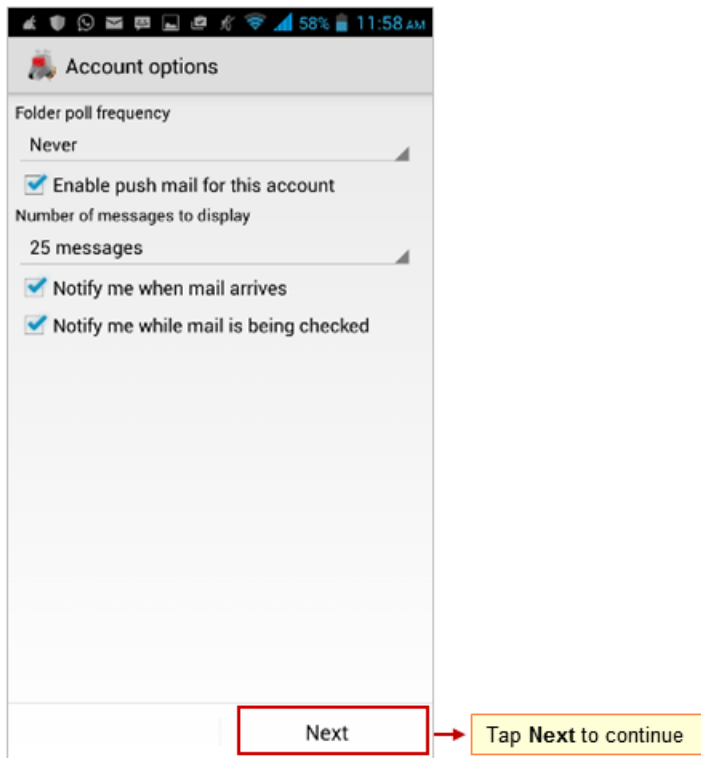 58% 11:58 AM
Account options
Folder poll frequency
Never
Enable push mail for this account
Number of messages to display
25 messages
Notify me when mail arrives
Notify me while mail is being checked
Next
Tap Next to continue